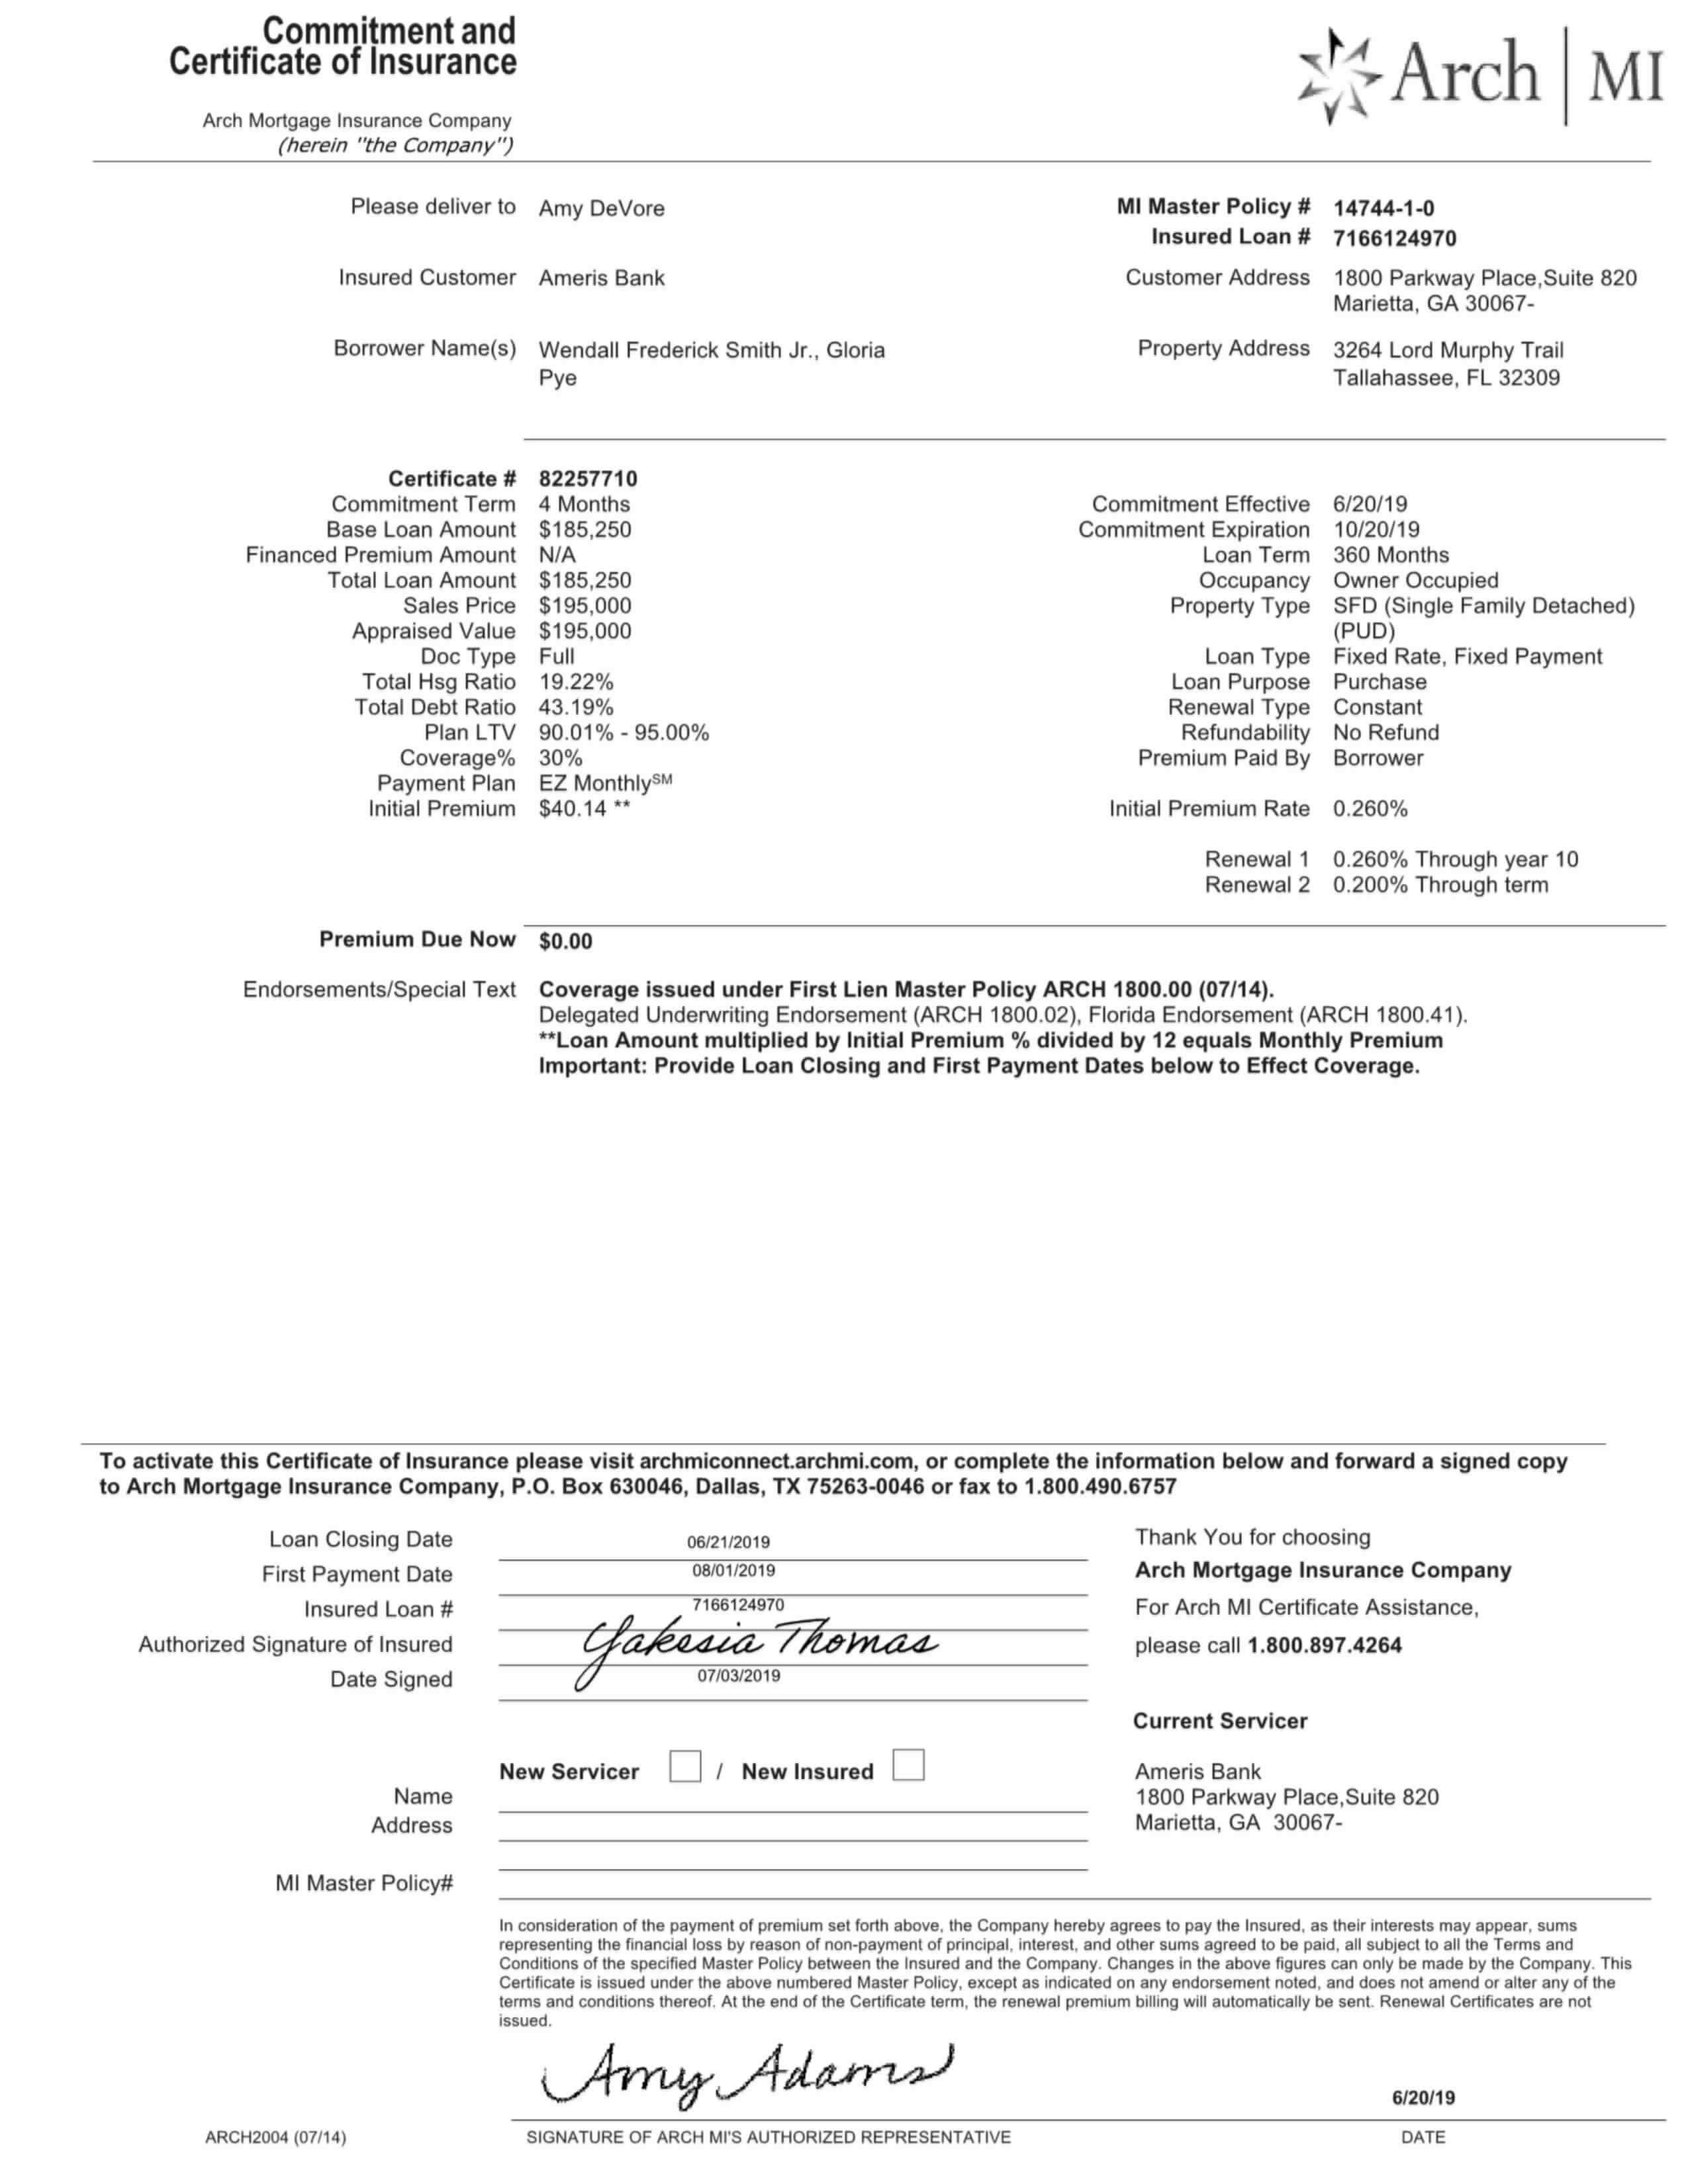 Commitment and
Certificate of Insurance
Arch | MI
Arch Mortgage Insurance Company
(herein "the Company")
Please deliver to Amy DeVore
MI Master Policy # 14744-1-0
Insured Loan # 7166124970
Insured Customer Ameris Bank
Customer Address 1800 Parkway Place,Suite 820
Marietta, GA 30067-
Borrower Name(s) Wendall Frederick Smith Jr., Gloria
Pye
Property Address 3264 Lord Murphy Trail
Tallahassee, FL 32309
Certificate # 82257710
Commitment Term 4 Months
Commitment Effective 6/20/19
Base Loan Amount $185,250
Commitment Expiration 10/20/19
Financed Premium Amount N/A
Loan Term 360 Months
Total Loan Amount $185,250
Occupancy Owner Occupied
Sales Price $195,000
Property Type SFD (Single Family Detached)
(PUD)
Appraised Value $195,000
Doc Type Full
Loan Type Fixed Rate, Fixed Payment
Total Hsg Ratio 19.22%
Loan Purpose Purchase
Total Debt Ratio 43.19%
Renewal Type Constant
Plan LTV 90.01% - 95.00%
Refundability No Refund
Coverage% 30%
Premium Paid By Borrower
Payment Plan EZ Monthly℠
Initial Premium $40.14 **
Initial Premium Rate 0.260%
Renewal 1 0.260% Through year 10
Renewal 2 0.200% Through term
Premium Due Now $0.00
Endorsements/Special Text Coverage issued under First Lien Master Policy ARCH 1800.00 (07/14).
Delegated Underwriting Endorsement (ARCH 1800.02), Florida Endorsement (ARCH 1800.41).
**Loan Amount multiplied by Initial Premium % divided by 12 equals Monthly Premium
Important: Provide Loan Closing and First Payment Dates below to Effect Coverage.
To activate this Certificate of Insurance please visit archmiconnect.archmi.com, or complete the information below and forward a signed copy
to Arch Mortgage Insurance Company, P.O. Box 630046, Dallas, TX 75263-0046 or fax to 1.800.490.6757
Loan Closing Date 06/21/2019
First Payment Date 08/01/2019
Insured Loan # 7166124970
Authorized Signature of Insured Yakesia Thomas
Date Signed 07/03/2019
Thank You for choosing
Arch Mortgage Insurance Company
For Arch MI Certificate Assistance,
please call 1.800.897.4264
Current Servicer
Ameris Bank
1800 Parkway Place,Suite 820
Marietta, GA 30067-
New Servicer / New Insured
Name
Address
MI Master Policy#
In consideration of the payment of premium set forth above, the Company hereby agrees to pay the Insured, as their interests may appear, sums
representing the financial loss by reason of non-payment of principal, interest, and other sums agreed to be paid, all subject to all the Terms and
Conditions of the specified Master Policy between the Insured and the Company. Changes in the above figures can only be made by the Company. This
Certificate is issued under the above numbered Master Policy, except as indicated on any endorsement noted, and does not amend or alter any of the
terms and conditions thereof. At the end of the Certificate term, the renewal premium billing will automatically be sent. Renewal Certificates are not
issued.
Amy Adams
6/20/19
ARCH2004 (07/14)
SIGNATURE OF ARCH MI'S AUTHORIZED REPRESENTATIVE
DATE